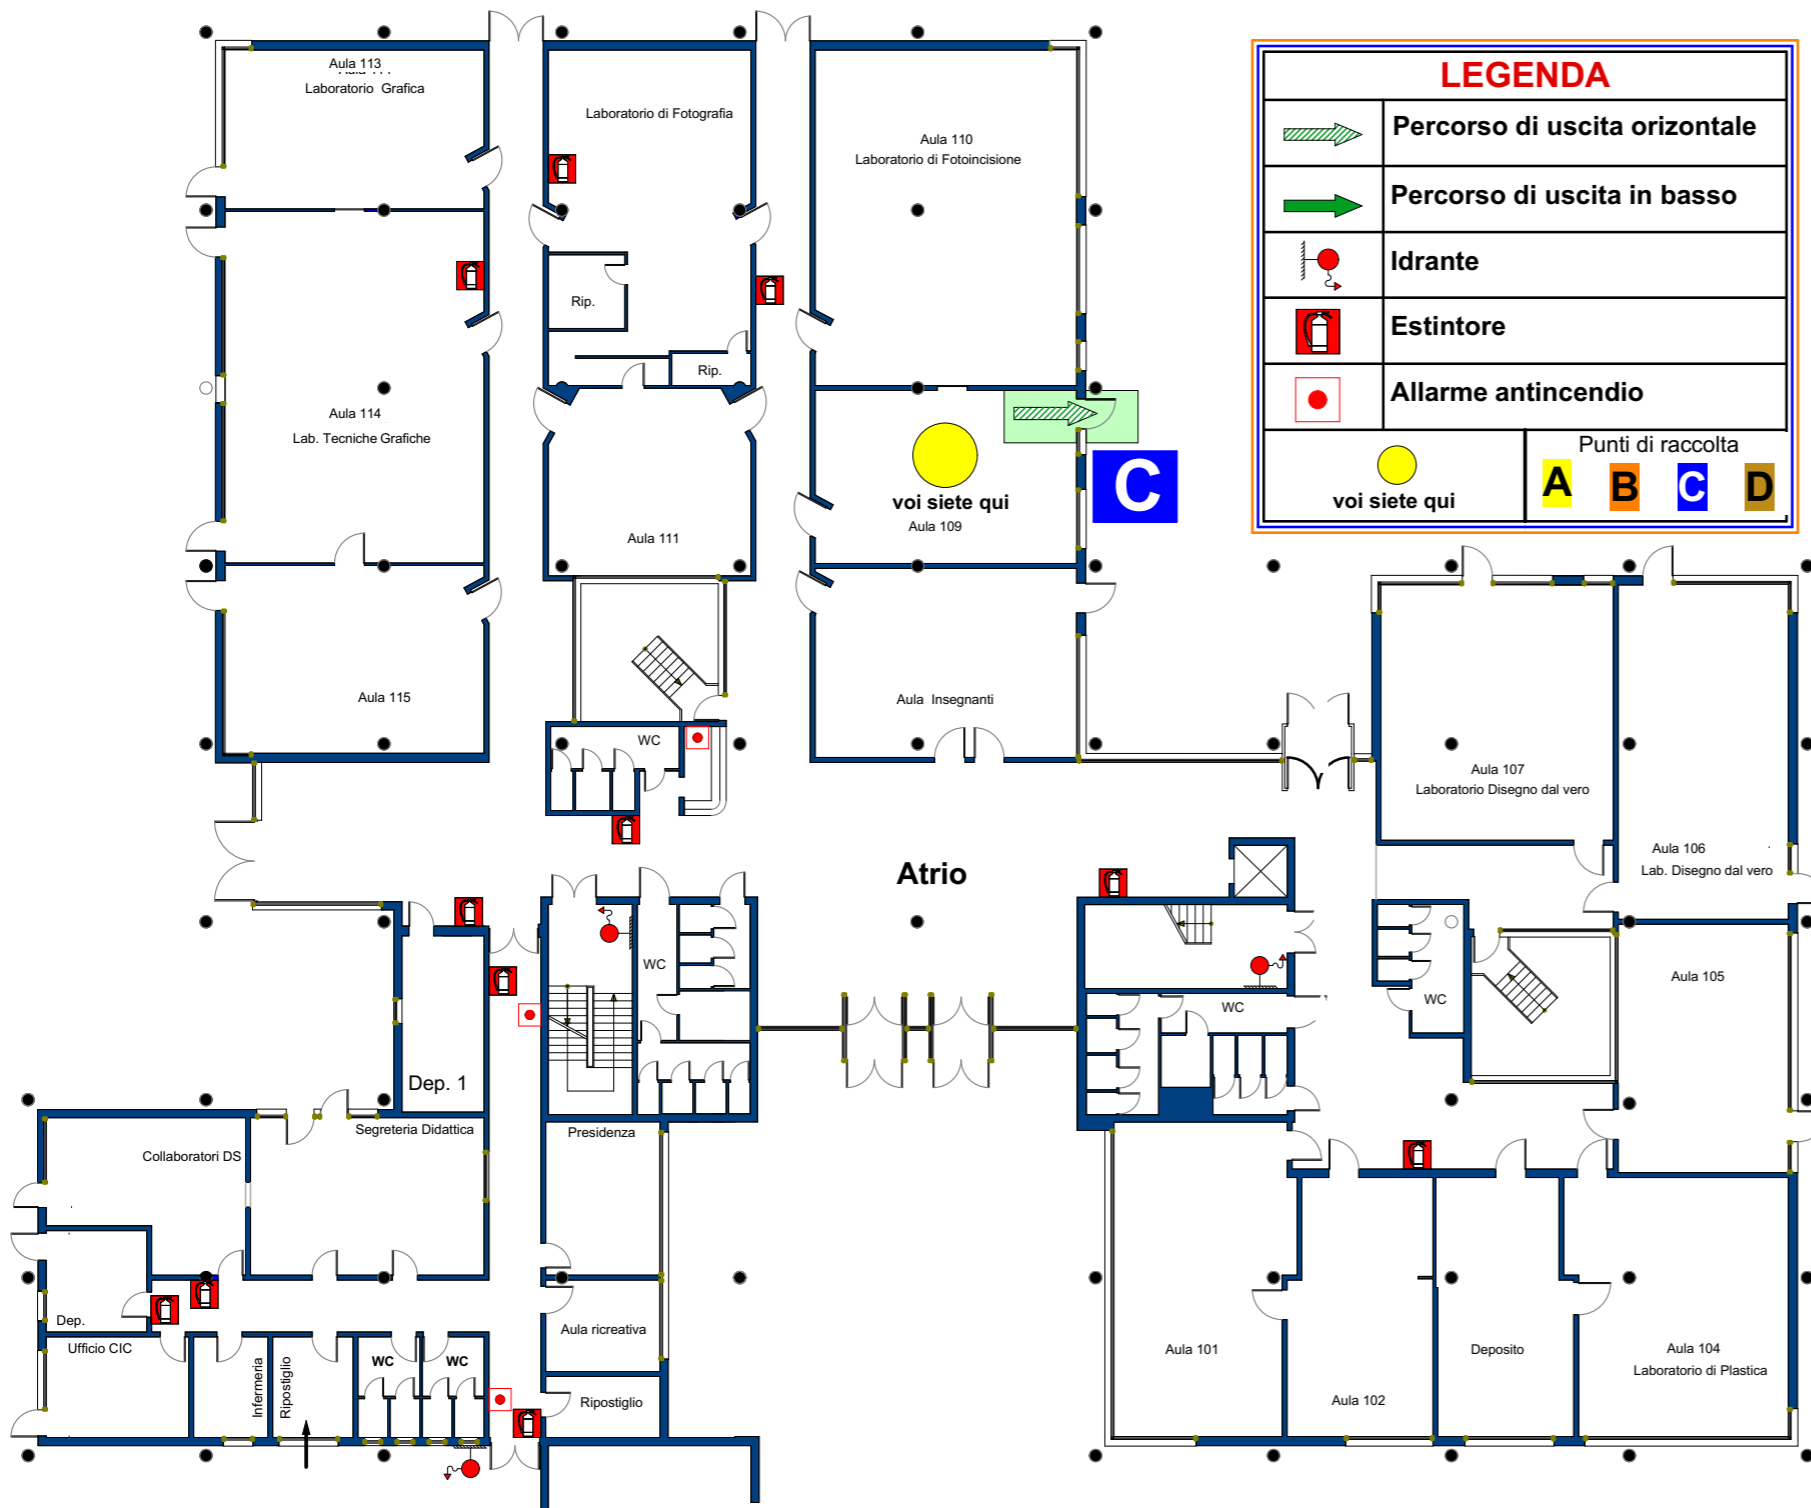 Aula 113
Laboratorio Grafica
Laboratorio di Fotografia
Aula 110
Laboratorio di Fotoincisione
LEGENDA
Percorso di uscita orizontale
Percorso di uscita in basso
Idrante
Estintore
Allarme antincendio
voi siete qui
Punti di raccolta
A B C D
Rip.
Rip.
Aula 114
Lab. Tecniche Grafiche
Aula 111
voi siete qui
Aula 109
C
Aula 115
Aula Insegnanti
WC
Aula 107
Laboratorio Disegno dal vero
Aula 106
Lab. Disegno dal vero
Atrio
WC
WC
WC
Aula 105
Dep. 1
Segreteria Didattica
Presidenza
Collaboratori DS
Dep.
Ufficio CIC
Infermeria
Ripostiglio
WC
WC
Aula ricreativa
Ripostiglio
Aula 101
Aula 102
Deposito
Aula 104
Laboratorio di Plastica